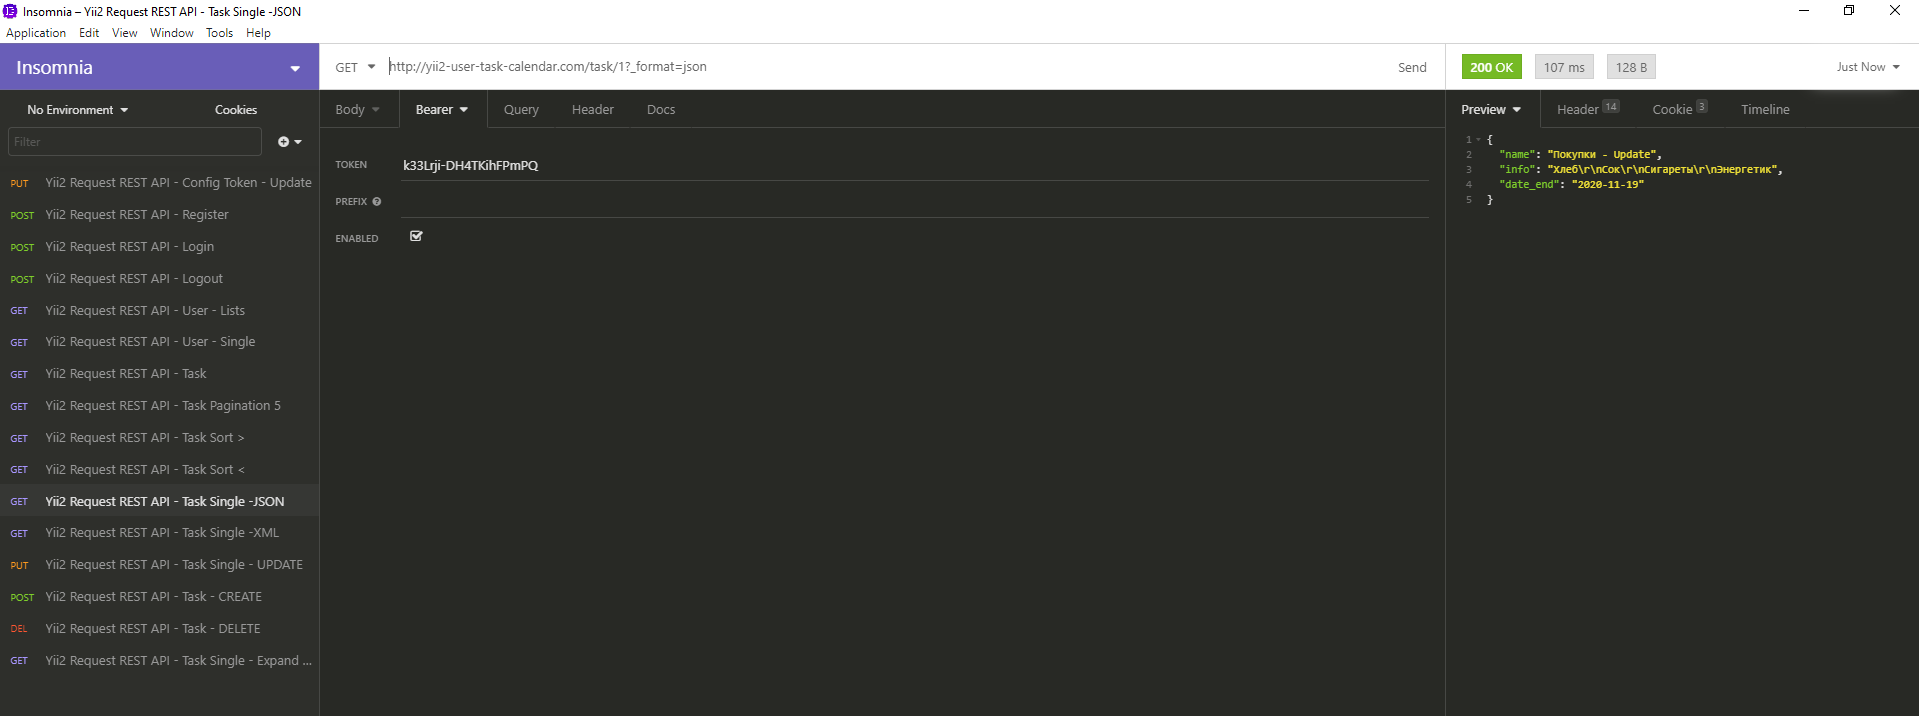 Insomnia – Yii2 Request REST API - Task Single -JSON
Application Edit View Window Tools Help
Insomnia
GET http://yii2-user-task-calendar.com/task/1?_format=json Send
200 OK 107 ms 128 B Just Now
No Environment Cookies
Body Bearer Query Header Docs
Preview Header 14 Cookie 3 Timeline
Filter
PUT Yii2 Request REST API - Config Token - Update
POST Yii2 Request REST API - Register
POST Yii2 Request REST API - Login
POST Yii2 Request REST API - Logout
GET Yii2 Request REST API - User - Lists
GET Yii2 Request REST API - User - Single
GET Yii2 Request REST API - Task
GET Yii2 Request REST API - Task Pagination 5
GET Yii2 Request REST API - Task Sort >
GET Yii2 Request REST API - Task Sort <
GET Yii2 Request REST API - Task Single -JSON
GET Yii2 Request REST API - Task Single -XML
PUT Yii2 Request REST API - Task Single - UPDATE
POST Yii2 Request REST API - Task - CREATE
DEL Yii2 Request REST API - Task - DELETE
GET Yii2 Request REST API - Task Single - Expand ...
TOKEN k33Lrji-DH4TKihFPmPQ
PREFIX
ENABLED
1 {
2 "name": "Покупки - Update",
3 "info": "Хлеб\r\nСок\r\nСигареты\r\nЭнергетик",
4 "date_end": "2020-11-19"
5 }